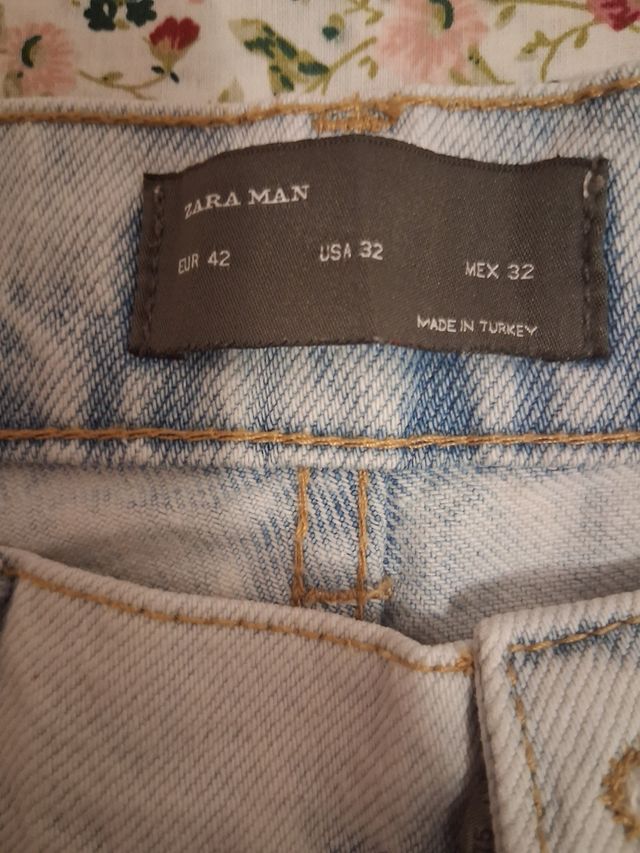 ZARA MAN
EUR 42 USA 32 MEX 32
MADE IN TURKEY